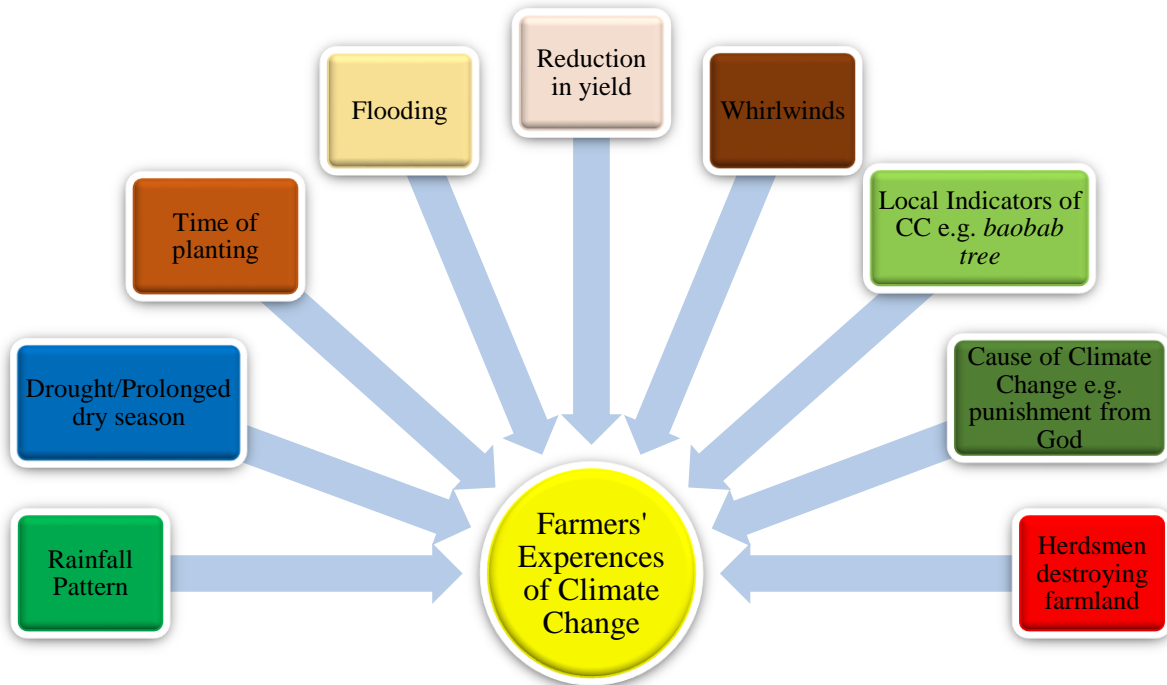 Reduction
in yield
Flooding
Whirlwinds
Time of
planting
Local Indicators of
CC e.g. baobab
tree
Drought/Prolonged
dry season
Cause of Climate
Change e.g.
punishment from
God
Rainfall
Pattern
Farmers'
Experences
of Climate
Change
Herdsmen
destroying
farmland